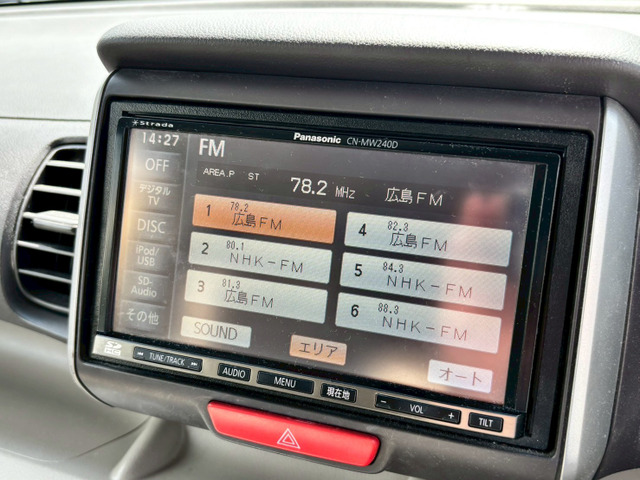 Strada
Panasonic CN-MW240D
14:27
FM
AREA.P ST
78.2 MHz 広島FM
OFF
デジタル
TV
DISC
iPod/
USB
SD-
Audio
その他
1 78.2
広島FM
2 80.1
NHK-FM
3 81.3
広島FM
4 82.3
広島FM
5 84.3
NHK-FM
6 88.3
NHK-FM
SOUND
エリア
オート
TUNE/TRACK
AUDIO
MENU
現在地
- VOL +
TILT